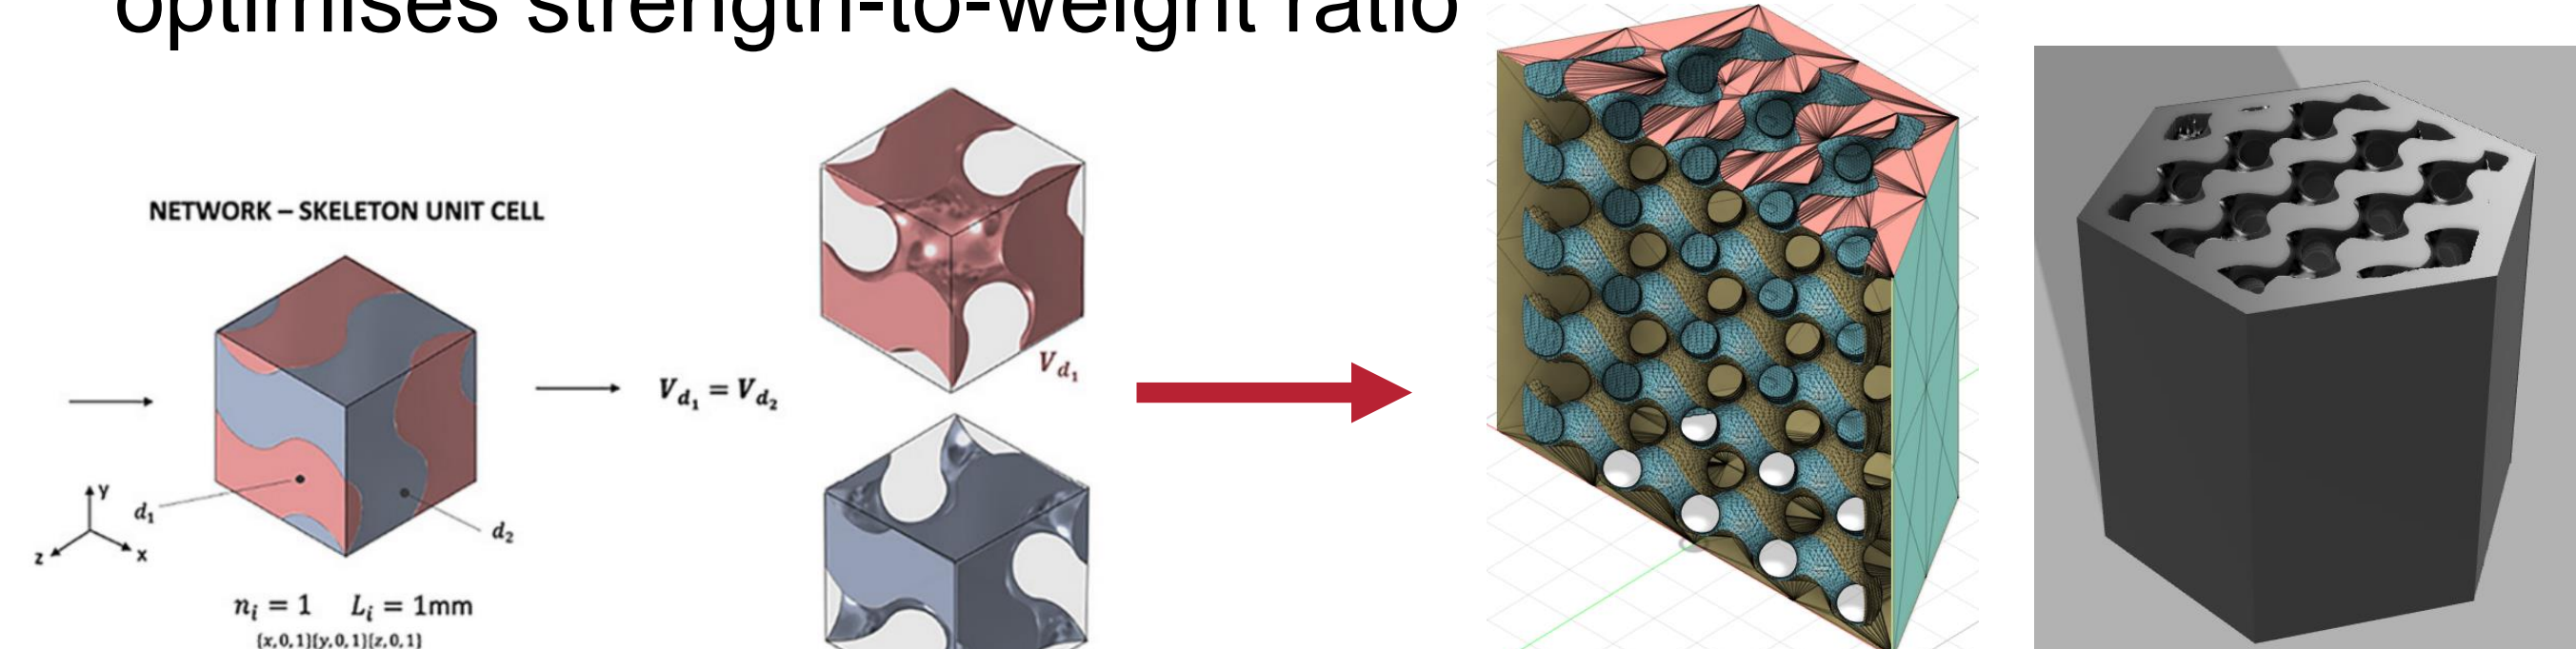 optimises strength-to-weight ratio
NETWORK – SKELETON UNIT CELL
d₁
d₂
y
z
x
nᵢ = 1 Lᵢ = 1mm
{x,0,1}{y,0,1}{z,0,1}
V_d₁ = V_d₂
V_d₁